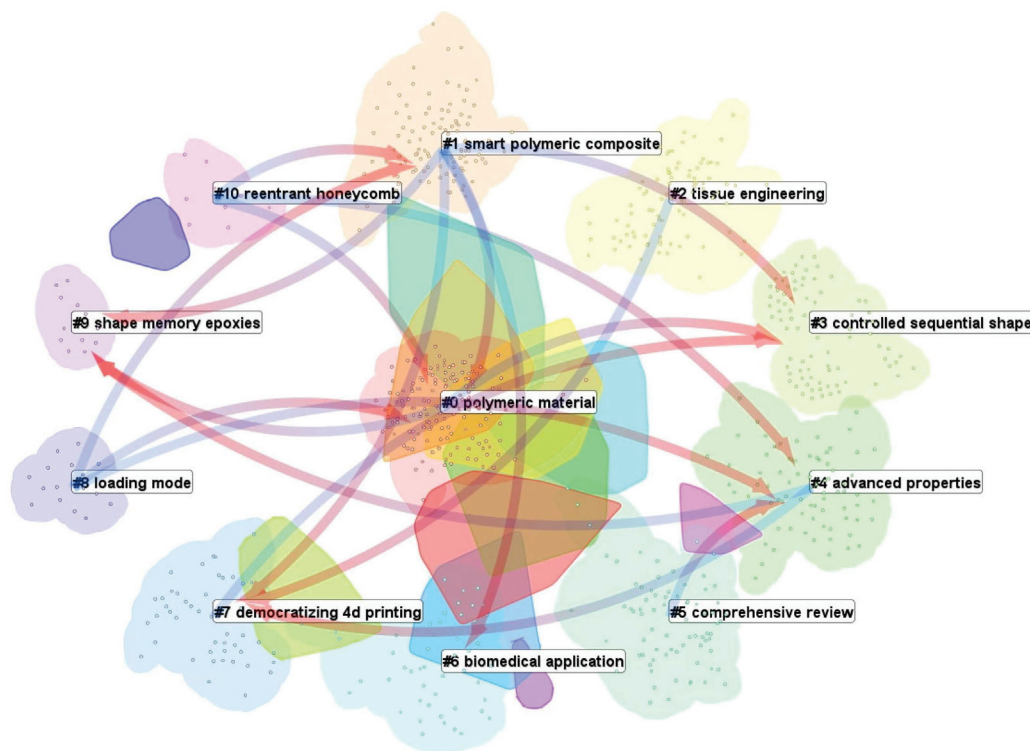 #1 smart polymeric composite
#10 reentrant honeycomb
#2 tissue engineering
#9 shape memory epoxies
#3 controlled sequential shape
#0 polymeric material
#8 loading mode
#4 advanced properties
#7 democratizing 4d printing
#5 comprehensive review
#6 biomedical application